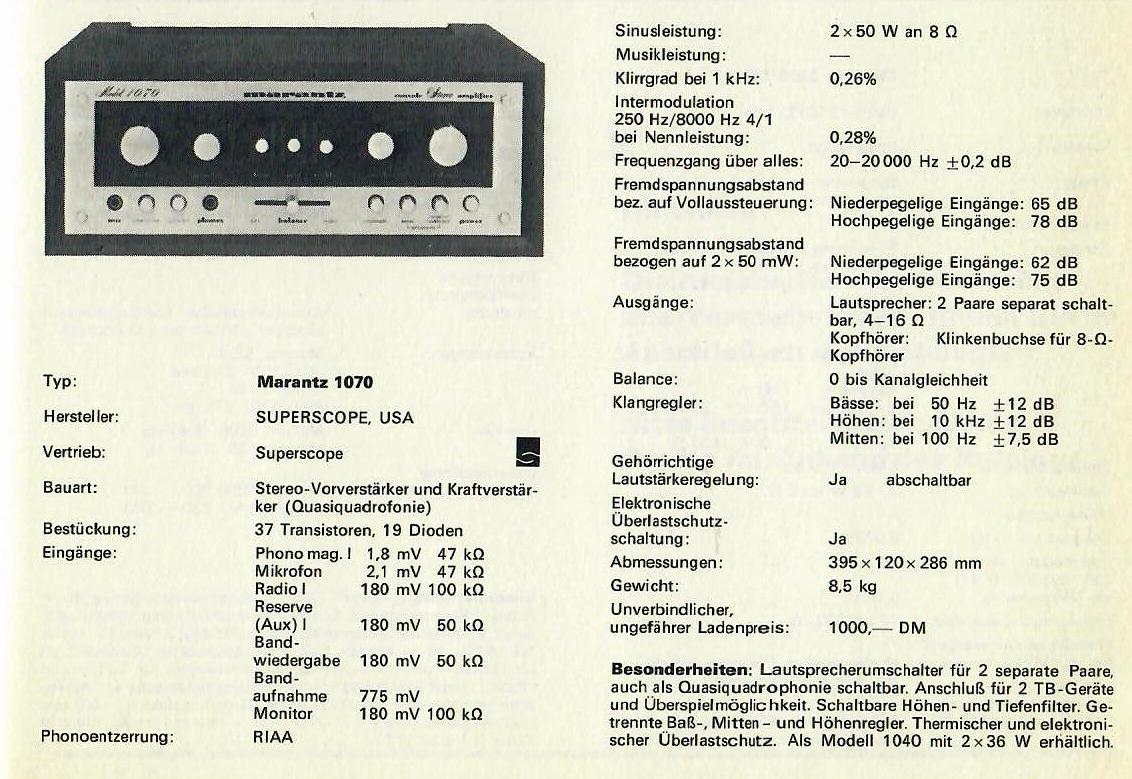 Model 1070 marantz console Stereo amplifier
mic phones balance power
Typ: Marantz 1070
Hersteller: SUPERSCOPE, USA
Vertrieb: Superscope
Bauart: Stereo-Vorverstärker und Kraftverstär-
ker (Quasiquadrofonie)
Bestückung: 37 Transistoren, 19 Dioden
Eingänge: Phono mag. I 1,8 mV 47 kΩ
Mikrofon 2,1 mV 47 kΩ
Radio I 180 mV 100 kΩ
Reserve
(Aux) I 180 mV 50 kΩ
Band-
wiedergabe 180 mV 50 kΩ
Band-
aufnahme 775 mV
Monitor 180 mV 100 kΩ
Phonoentzerrung: RIAA
Sinusleistung: 2 x 50 W an 8 Ω
Musikleistung: —
Klirrgrad bei 1 kHz: 0,26%
Intermodulation
250 Hz/8000 Hz 4/1
bei Nennleistung: 0,28%
Frequenzgang über alles: 20–20 000 Hz ±0,2 dB
Fremdspannungsabstand
bez. auf Vollaussteuerung: Niederpegelige Eingänge: 65 dB
Hochpegelige Eingänge: 78 dB
Fremdspannungsabstand
bezogen auf 2 x 50 mW: Niederpegelige Eingänge: 62 dB
Hochpegelige Eingänge: 75 dB
Ausgänge: Lautsprecher: 2 Paare separat schalt-
bar, 4–16 Ω
Kopfhörer: Klinkenbuchse für 8-Ω-
Kopfhörer
Balance: 0 bis Kanalgleichheit
Klangregler: Bässe: bei 50 Hz ±12 dB
Höhen: bei 10 kHz ±12 dB
Mitten: bei 100 Hz ±7,5 dB
Gehörrichtige
Lautstärkeregelung: Ja abschaltbar
Elektronische
Überlastschutz-
schaltung: Ja
Abmessungen: 395 x 120 x 286 mm
Gewicht: 8,5 kg
Unverbindlicher,
ungefährer Ladenpreis: 1000,— DM
Besonderheiten: Lautsprecherumschalter für 2 separate Paare,
auch als Quasiquadrophonie schaltbar. Anschluß für 2 TB-Geräte
und Überspielmöglichkeit. Schaltbare Höhen- und Tiefenfilter. Ge-
trennte Baß-, Mitten- und Höhenregler. Thermischer und elektroni-
scher Überlastschutz. Als Modell 1040 mit 2 x 36 W erhältlich.